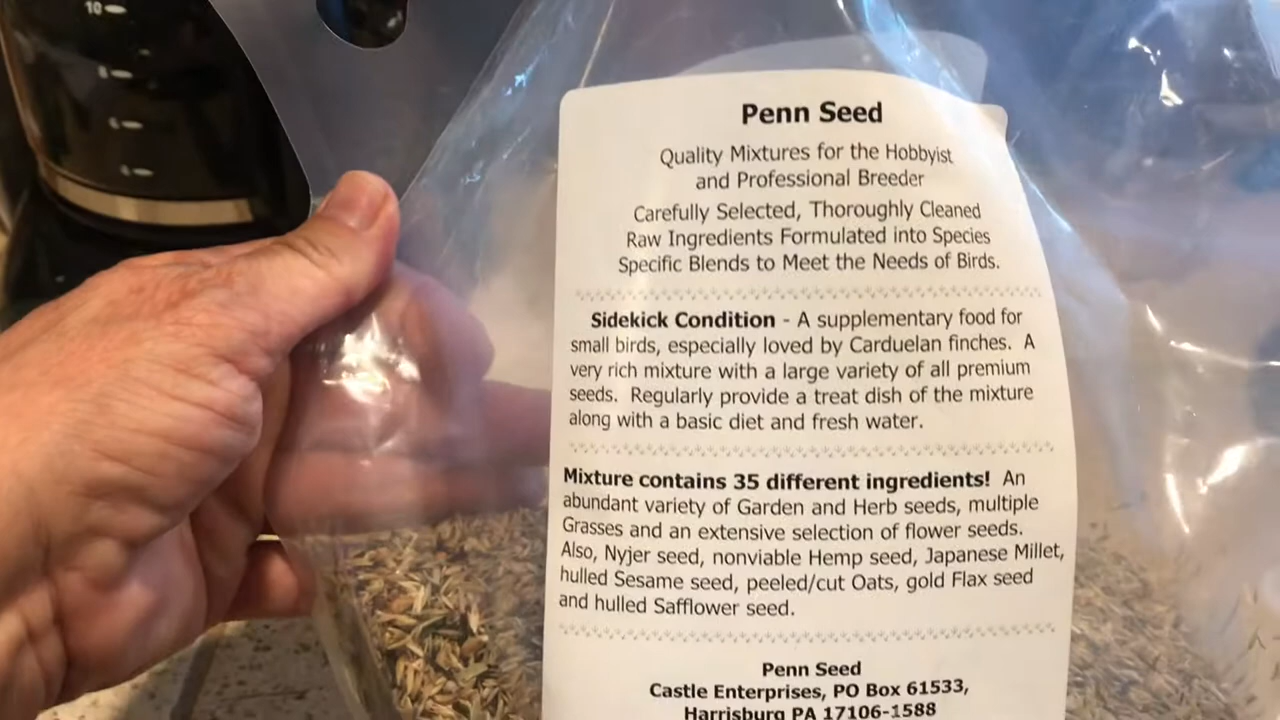 10
8
6
4
Penn Seed
Quality Mixtures for the Hobbyist
and Professional Breeder
Carefully Selected, Thoroughly Cleaned
Raw Ingredients Formulated into Species
Specific Blends to Meet the Needs of Birds.
Sidekick Condition - A supplementary food for
small birds, especially loved by Carduelan finches. A
very rich mixture with a large variety of all premium
seeds. Regularly provide a treat dish of the mixture
along with a basic diet and fresh water.
Mixture contains 35 different ingredients! An
abundant variety of Garden and Herb seeds, multiple
Grasses and an extensive selection of flower seeds.
Also, Nyjer seed, nonviable Hemp seed, Japanese Millet,
hulled Sesame seed, peeled/cut Oats, gold Flax seed
and hulled Safflower seed.
Penn Seed
Castle Enterprises, PO Box 61533,
Harrisburg PA 17106-1588